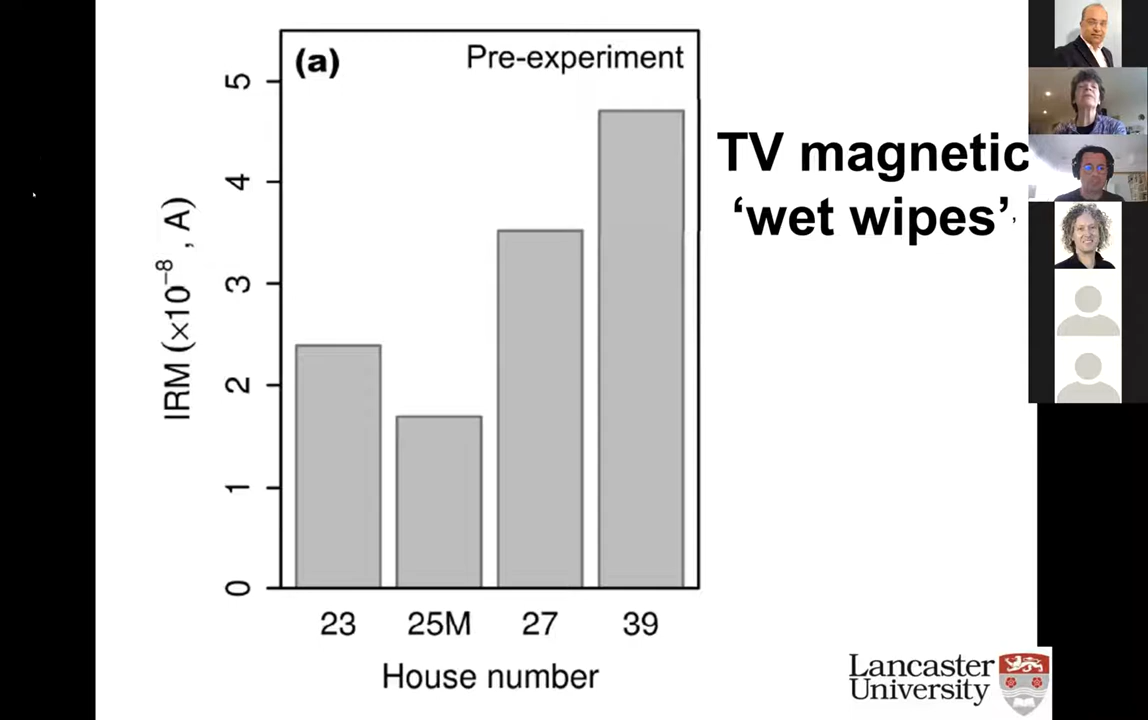 (a)
Pre-experiment
5
4
3
2
1
0
IRM (×10⁻⁸, A)
23 25M 27 39
House number
TV magnetic
‘wet wipes’,
Lancaster
University